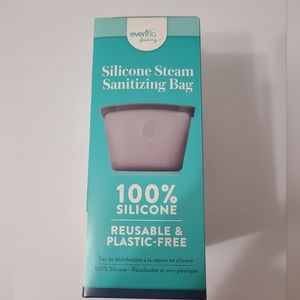 evenflo
feeding
Silicone Steam
Sanitizing Bag
100%
SILICONE
REUSABLE &
PLASTIC-FREE
Sac de désinfection à la vapeur en silicone
100% Silicone - Réutilisable et sans plastique